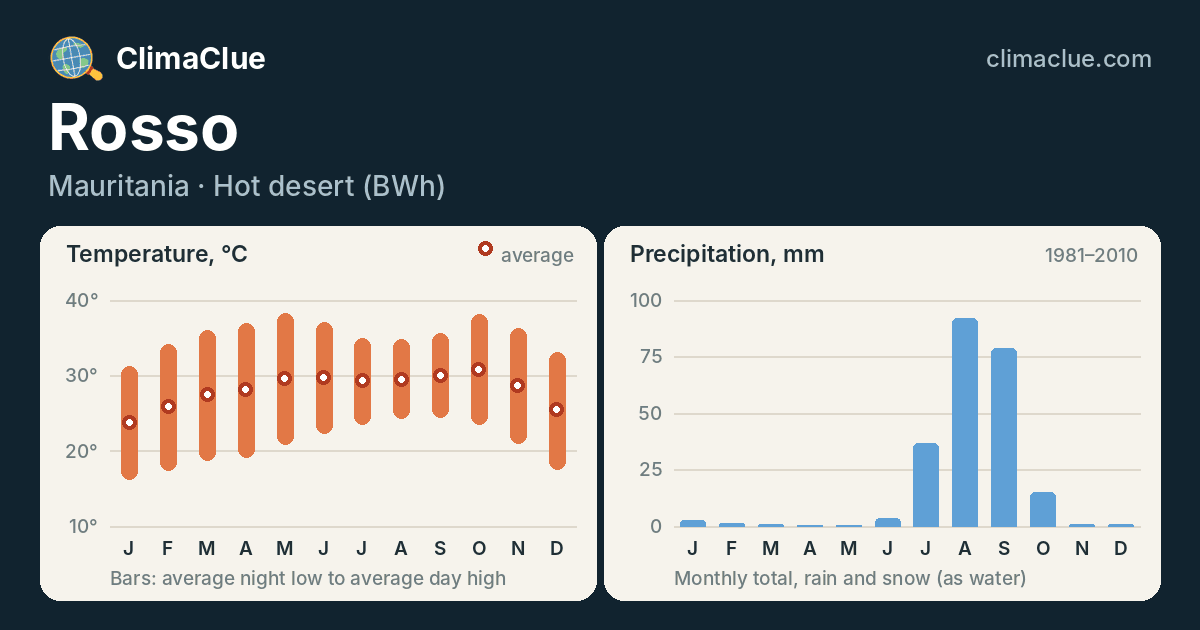 ClimaClue
climaclue.com
Rosso
Mauritania · Hot desert (BWh)
Temperature, °C
average
40°
30°
20°
10°
J F M A M J J A S O N D
Bars: average night low to average day high
Precipitation, mm
1981–2010
100
75
50
25
0
J F M A M J J A S O N D
Monthly total, rain and snow (as water)